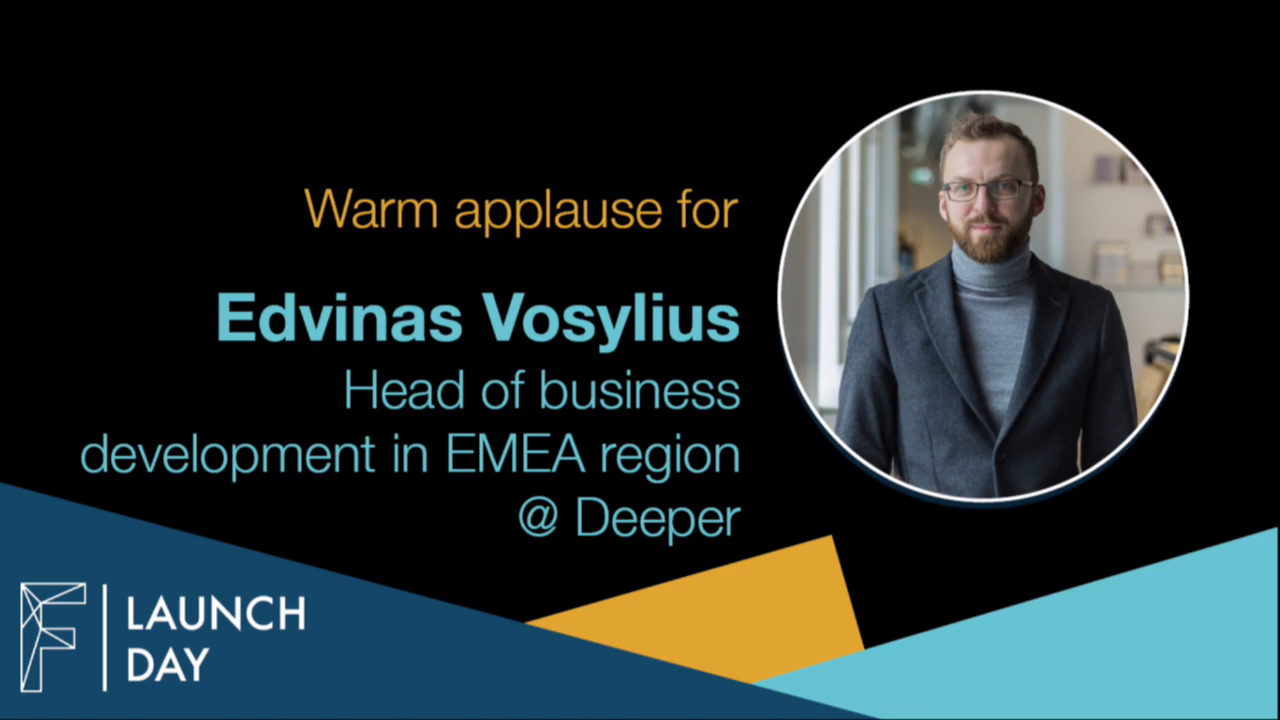 Warm applause for
Edvinas Vosylius
Head of business
development in EMEA region
@ Deeper
F
LAUNCH
DAY